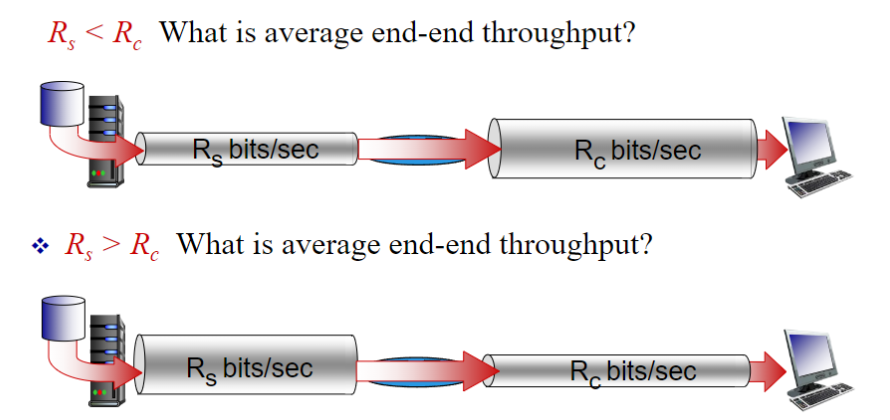 R_s < R_c What is average end-end throughput?
R_s bits/sec
R_c bits/sec
❖ R_s > R_c What is average end-end throughput?
R_s bits/sec
R_c bits/sec